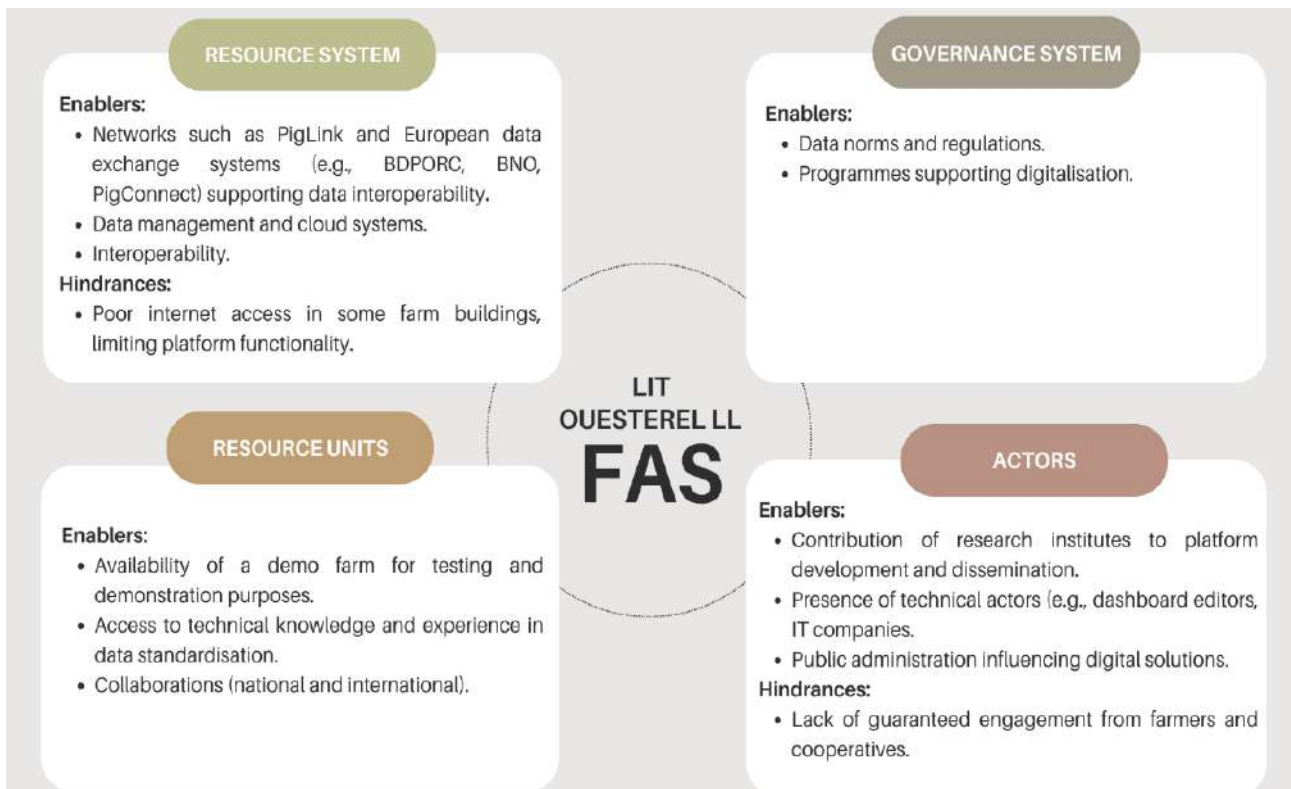 RESOURCE SYSTEM
Enablers:
• Networks such as PigLink and European data
exchange systems (e.g., BDPORC, BNO,
PigConnect) supporting data interoperability.
• Data management and cloud systems.
• Interoperability.
Hindrances:
• Poor internet access in some farm buildings,
limiting platform functionality.
GOVERNANCE SYSTEM
Enablers:
• Data norms and regulations.
• Programmes supporting digitalisation.
LIT
OUESTEREL LL
FAS
RESOURCE UNITS
Enablers:
• Availability of a demo farm for testing and
demonstration purposes.
• Access to technical knowledge and experience in
data standardisation.
• Collaborations (national and international).
ACTORS
Enablers:
• Contribution of research institutes to platform
development and dissemination.
• Presence of technical actors (e.g., dashboard editors,
IT companies.
• Public administration influencing digital solutions.
Hindrances:
• Lack of guaranteed engagement from farmers and
cooperatives.